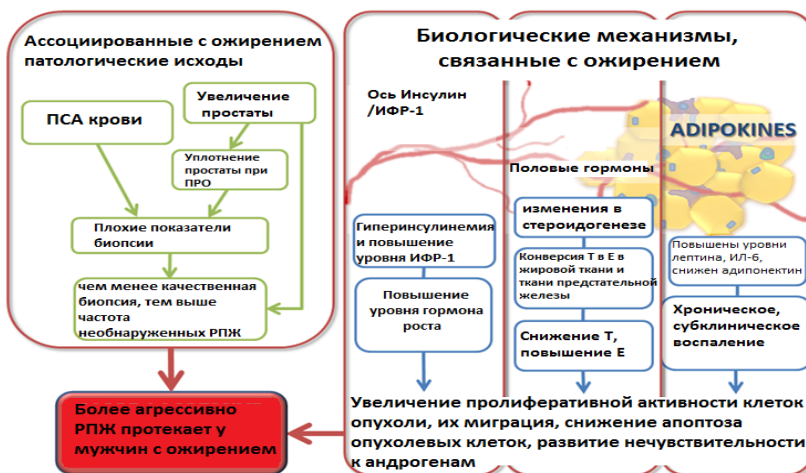 Ассоциированные с ожирением
патологические исходы
ПСА крови
Увеличение
простаты
Уплотнение
простаты при
ПРО
Плохие показатели
биопсии
чем менее качественная
биопсия, тем выше
частота
необнаруженных РПЖ
Более агрессивно
РПЖ протекает у
мужчин с ожирением
Биологические механизмы,
связанные с ожирением
Ось Инсулин
/ИФР-1
Гиперинсулинемия
и повышение
уровня ИФР-1
Повышение
уровня гормона
роста
Половые гормоны
изменения в
стероидогенезе
Конверсия Т в Е в
жировой ткани и
ткани предстательной
железы
Снижение Т,
повышение Е
ADIPOKINES
Повышены уровни
лептина, ИЛ-6,
снижен адипонектин
Хроническое,
субклиническое
воспаление
Увеличение пролиферативной активности клеток
опухоли, их миграция, снижение апоптоза
опухолевых клеток, развитие нечувствительности
к андрогенам